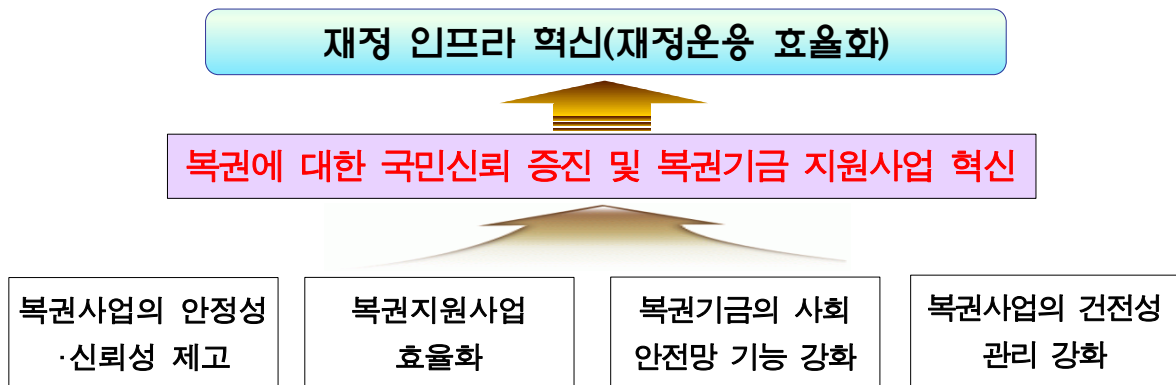 재정 인프라 혁신(재정운용 효율화)
복권에 대한 국민신뢰 증진 및 복권기금 지원사업 혁신
복권사업의 안정성
·신뢰성 제고
복권지원사업
효율화
복권기금의 사회
안전망 기능 강화
복권사업의 건전성
관리 강화